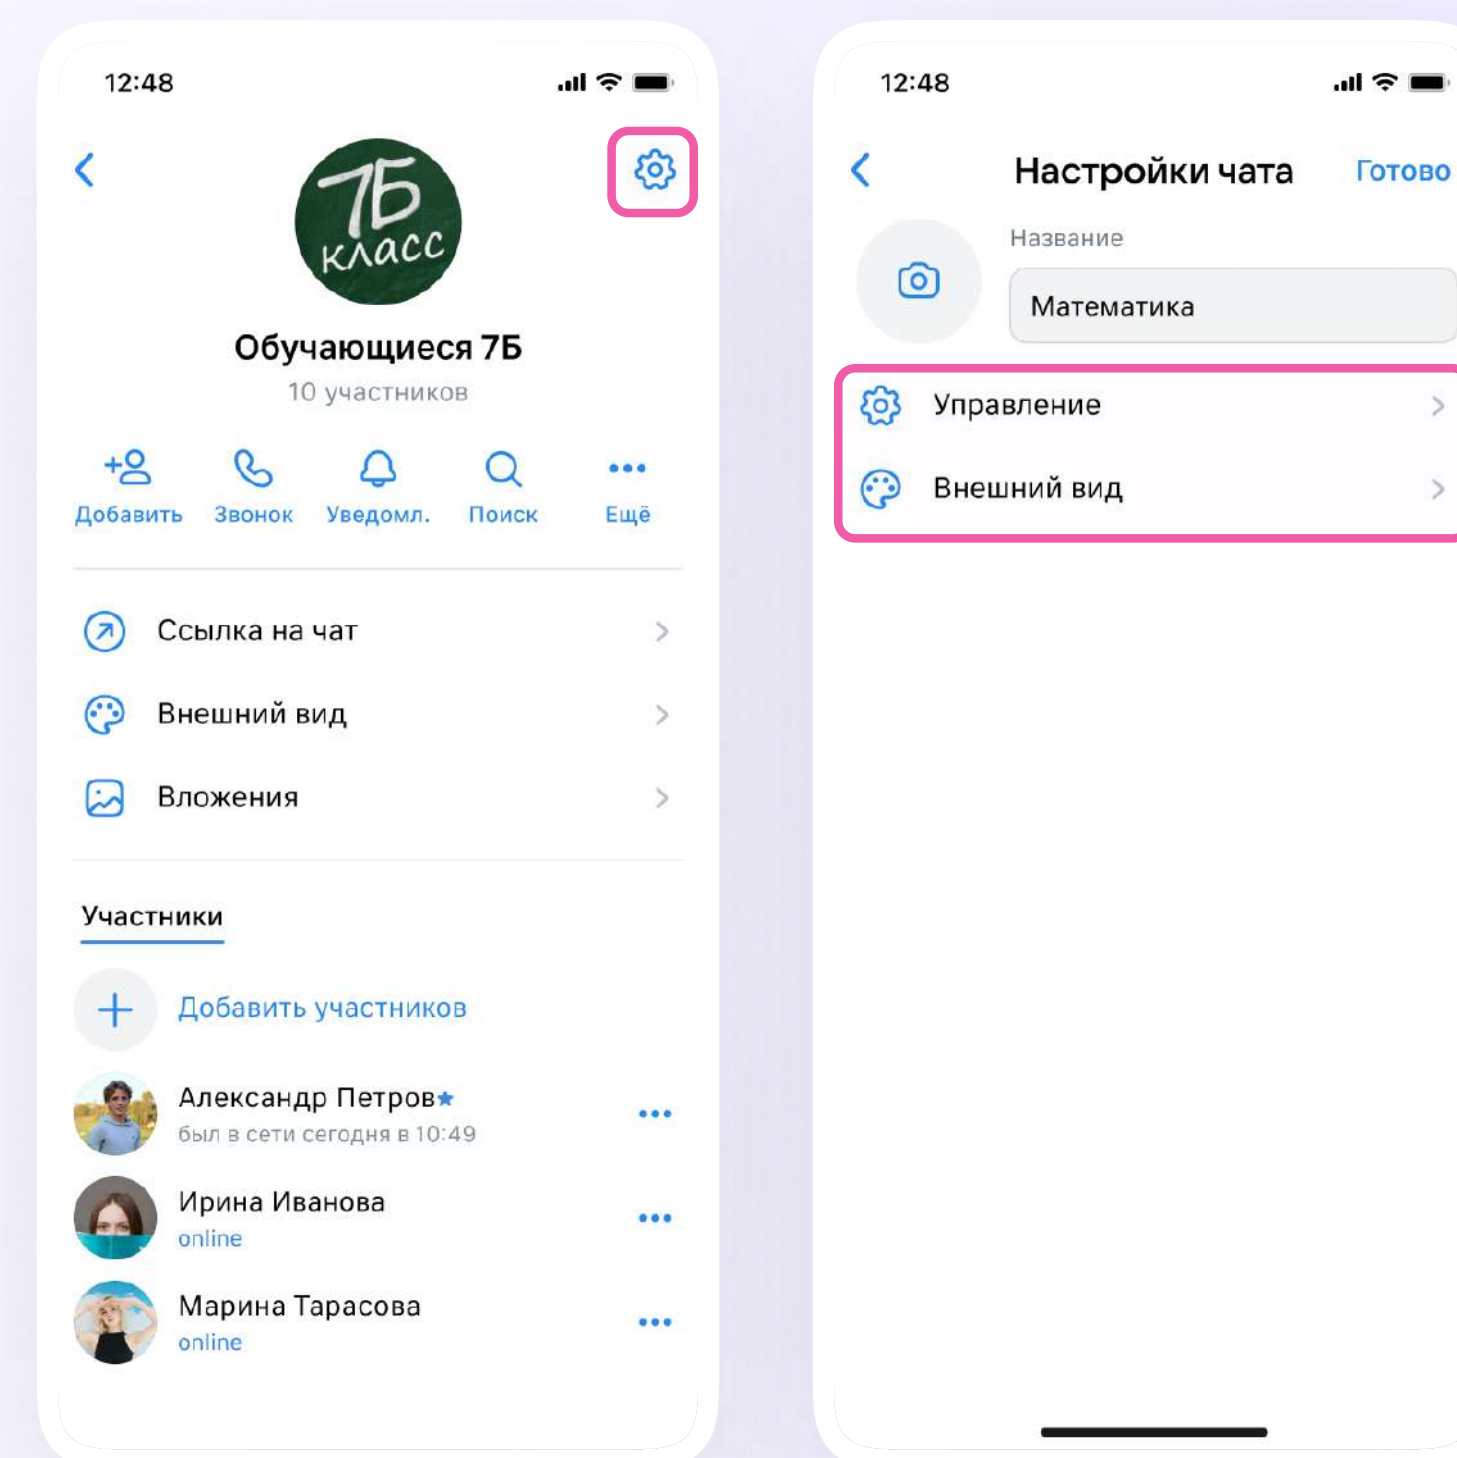 12:48
7Б
класс
Обучающиеся 7Б
10 участников
Добавить
Звонок
Уведомл.
Поиск
Ещё
Ссылка на чат
Внешний вид
Вложения
Участники
Добавить участников
Александр Петров
был в сети сегодня в 10:49
Ирина Иванова
online
Марина Тарасова
online
12:48
Настройки чата
Готово
Название
Математика
Управление
Внешний вид